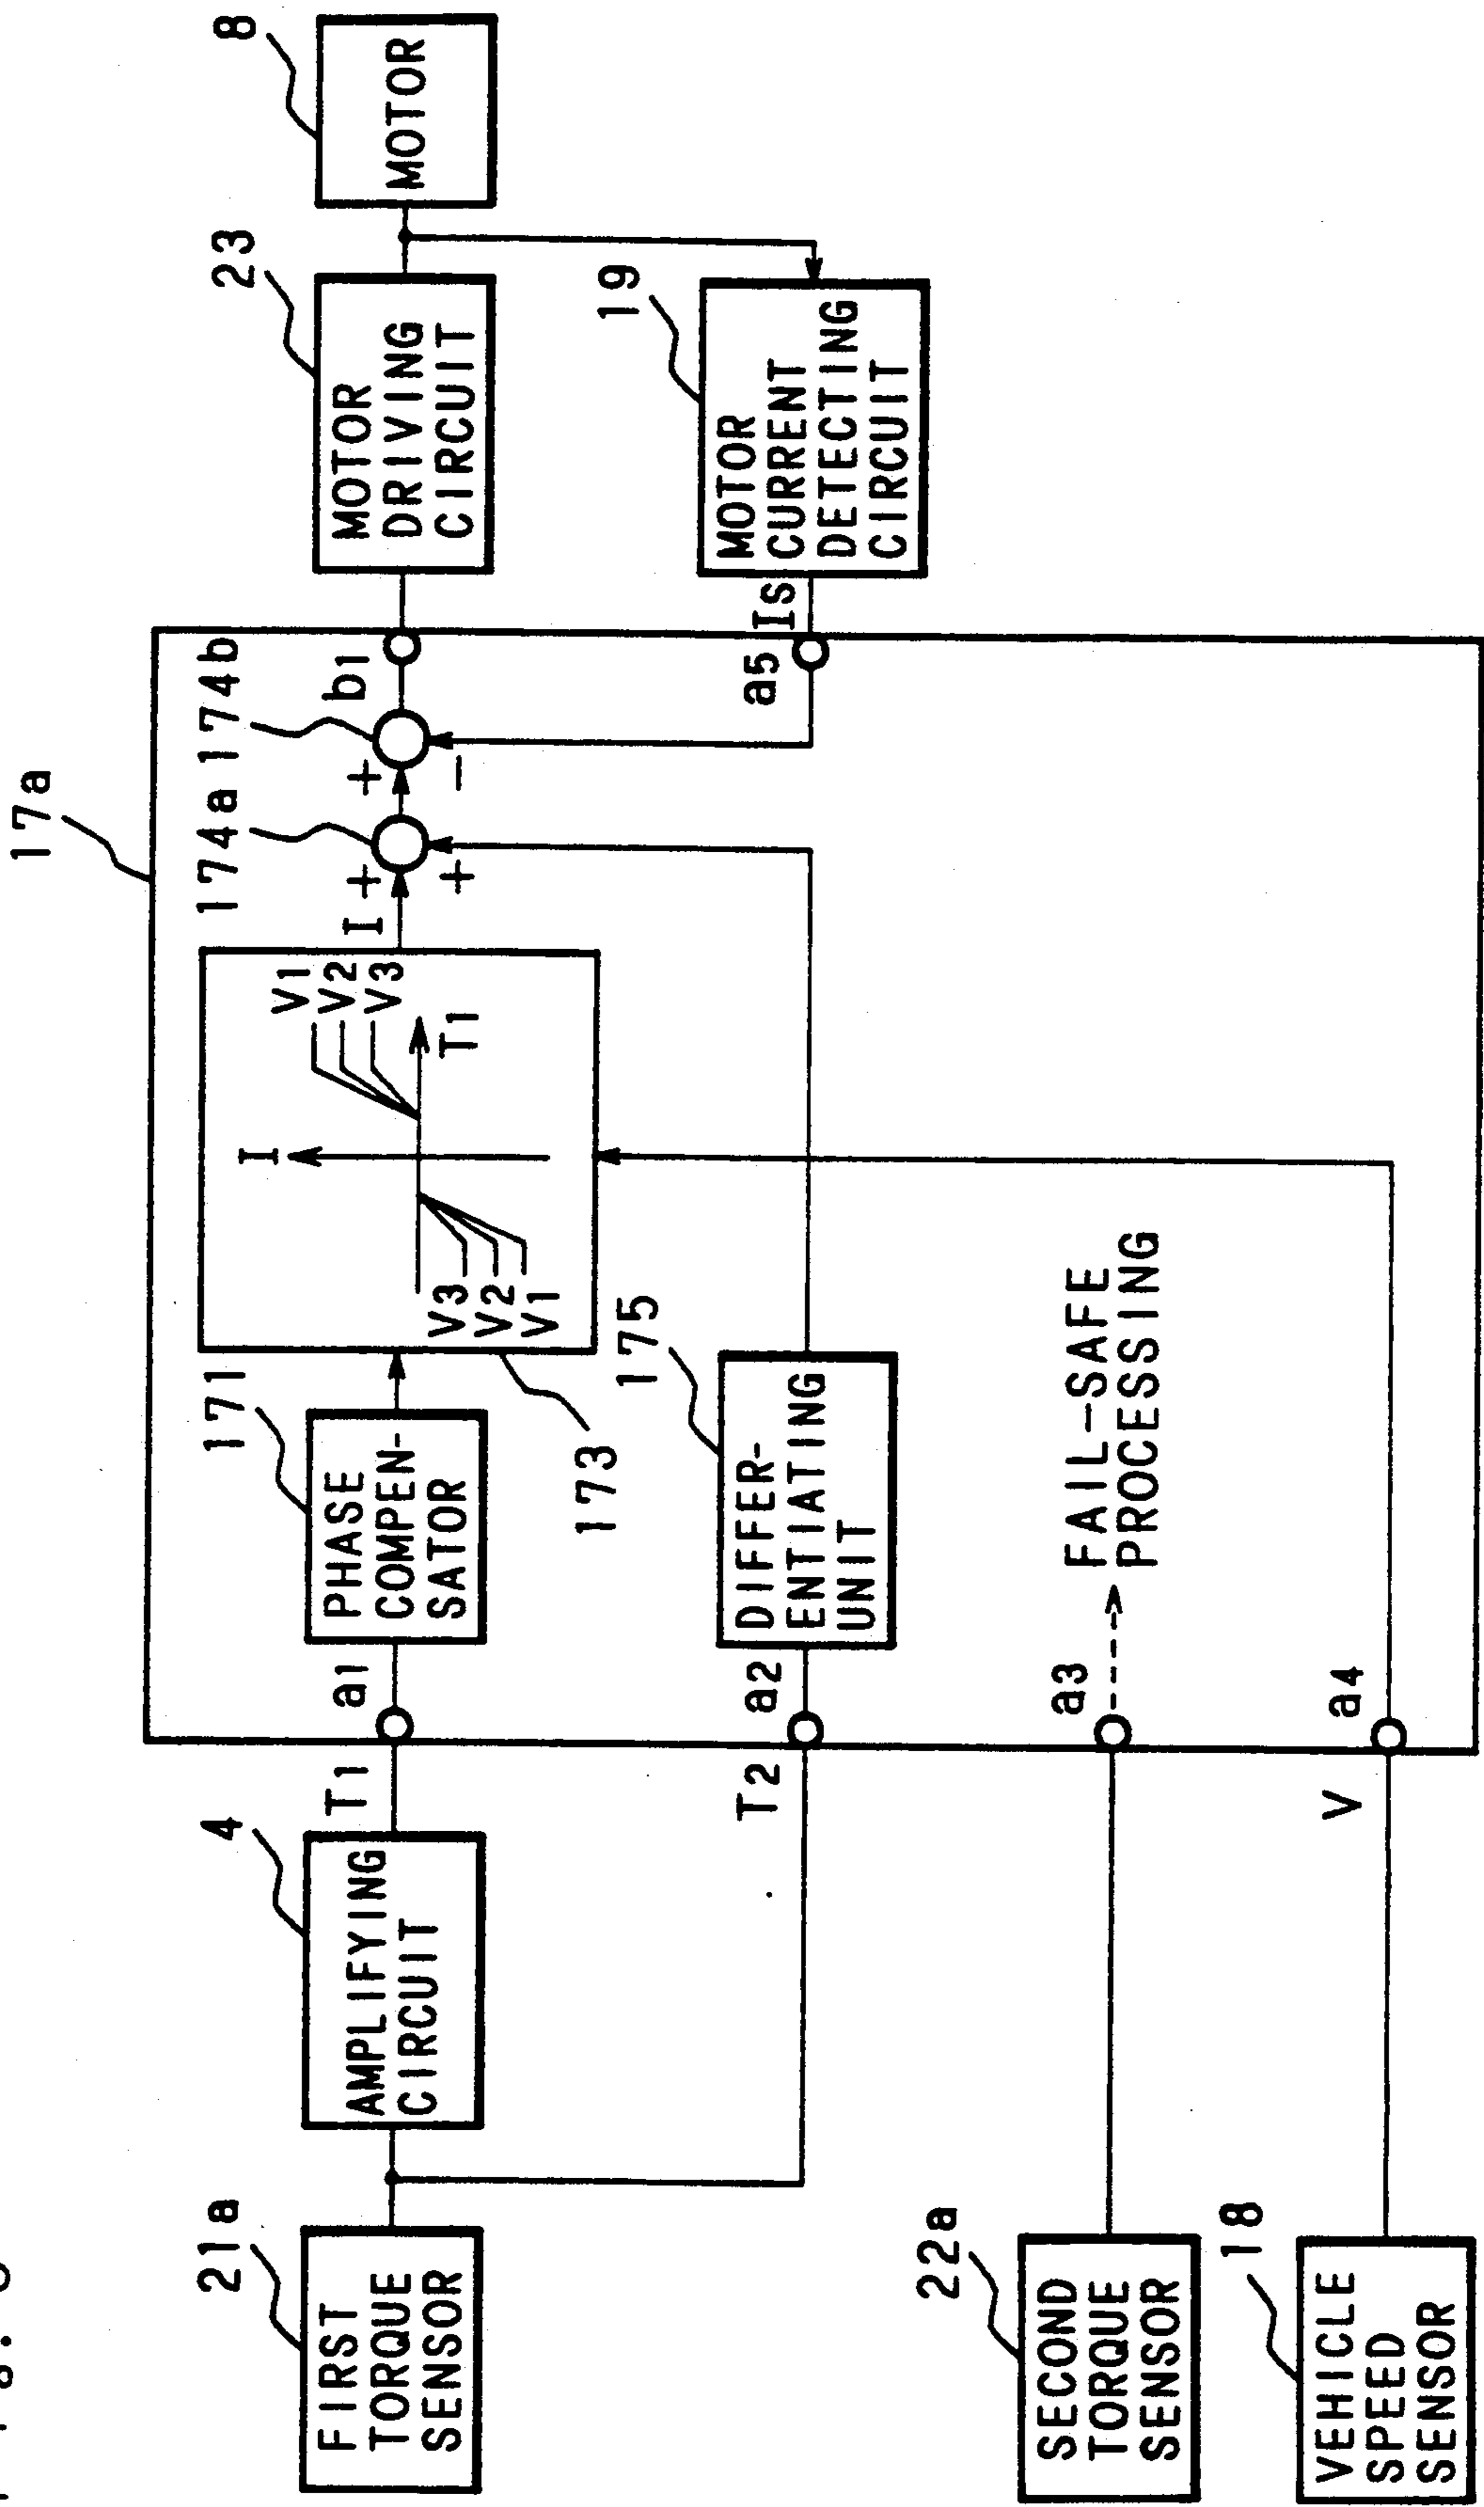 17a
21a
FIRST
TORQUE
SENSOR
4
AMPLIFYING
CIRCUIT
T1
a1
171
PHASE
COMPEN-
SATOR
173
I
T1
V1
V2
V3
V3
V2
V1
I
+
+
174a
174b
+
−
b1
23
MOTOR
DRIVING
CIRCUIT
8
MOTOR
T2
a2
175
DIFFER-
ENTIATING
UNIT
a5
Is
19
MOTOR
CURRENT
DETECTING
CIRCUIT
22a
SECOND
TORQUE
SENSOR
a3
FAIL-SAFE
PROCESSING
18
VEHICLE
SPEED
SENSOR
V
a4